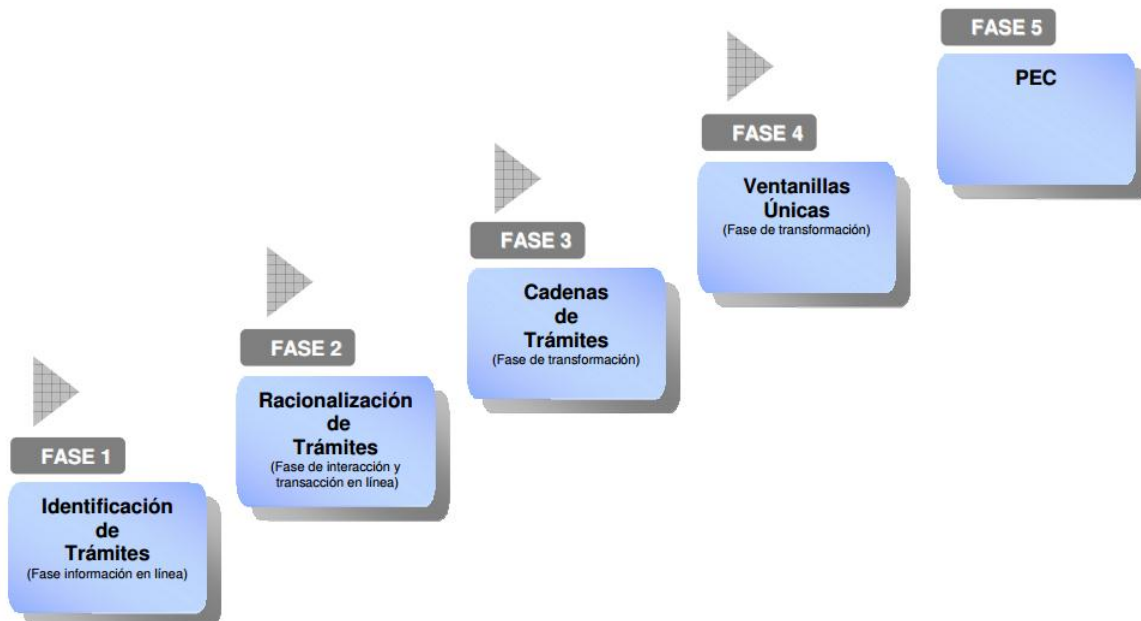 FASE 1
Identificación
de
Trámites
(Fase información en línea)
FASE 2
Racionalización
de
Trámites
(Fase de interacción y
transacción en línea)
FASE 3
Cadenas
de
Trámites
(Fase de transformación)
FASE 4
Ventanillas
Únicas
(Fase de transformación)
FASE 5
PEC